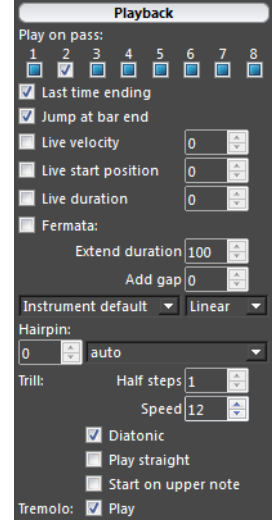 Playback
Play on pass:
1 2 3 4 5 6 7 8
Last time ending
Jump at bar end
Live velocity 0
Live start position 0
Live duration 0
Fermata:
Extend duration 100
Add gap 0
Instrument default Linear
Hairpin:
0 auto
Trill: Half steps 1
Speed 12
Diatonic
Play straight
Start on upper note
Tremolo: Play